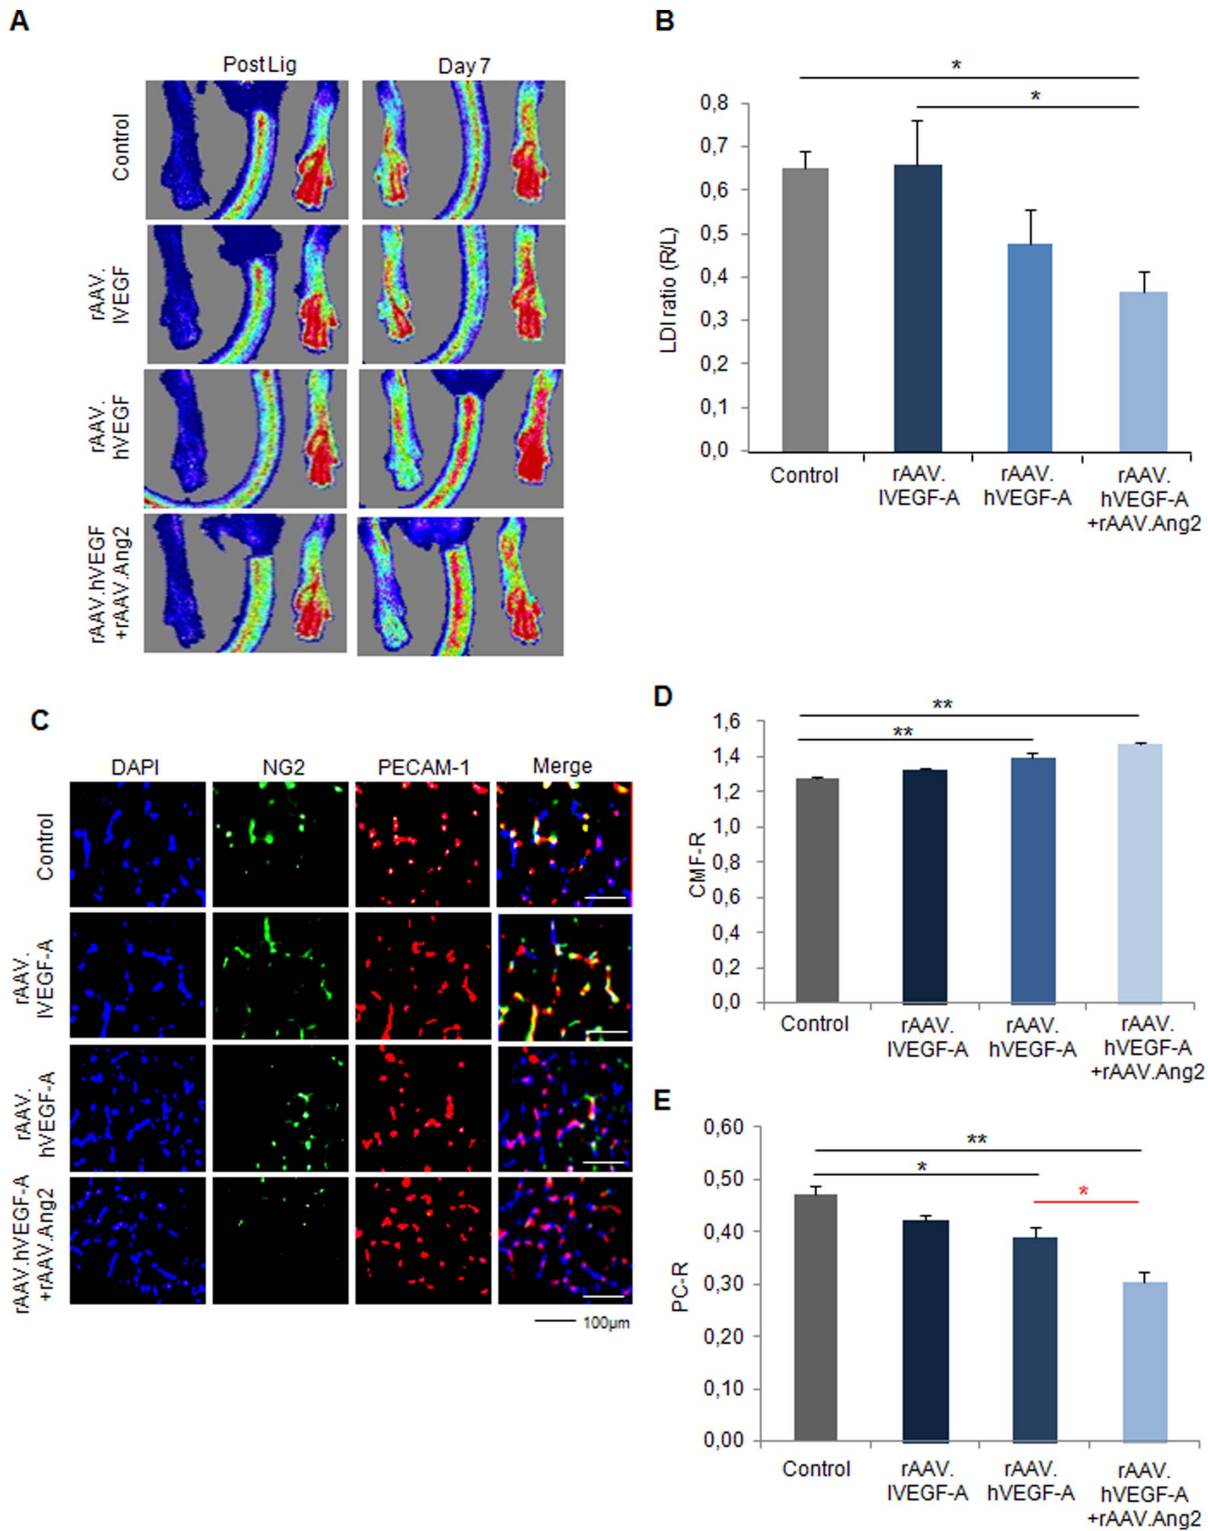 A
Post Lig
Day 7
Control
rAAV.
lVEGF
rAAV.
hVEGF
rAAV.hVEGF
+rAAV.Ang2
B
*
*
0,8
0,7
0,6
0,5
0,4
0,3
0,2
0,1
0,0
LDI ratio (R/L)
Control
rAAV.
lVEGF-A
rAAV.
hVEGF-A
rAAV.
hVEGF-A
+rAAV.Ang2
C
DAPI
NG2
PECAM-1
Merge
Control
rAAV.
lVEGF-A
rAAV.
hVEGF-A
rAAV.hVEGF-A
+rAAV.Ang2
100µm
D
**
**
1,6
1,4
1,2
1,0
0,8
0,6
0,4
0,2
0,0
CMF-R
Control
rAAV.
lVEGF-A
rAAV.
hVEGF-A
rAAV.
hVEGF-A
+rAAV.Ang2
E
**
*
*
0,60
0,50
0,40
0,30
0,20
0,10
0,00
PC-R
Control
rAAV.
lVEGF-A
rAAV.
hVEGF-A
rAAV.
hVEGF-A
+rAAV.Ang2